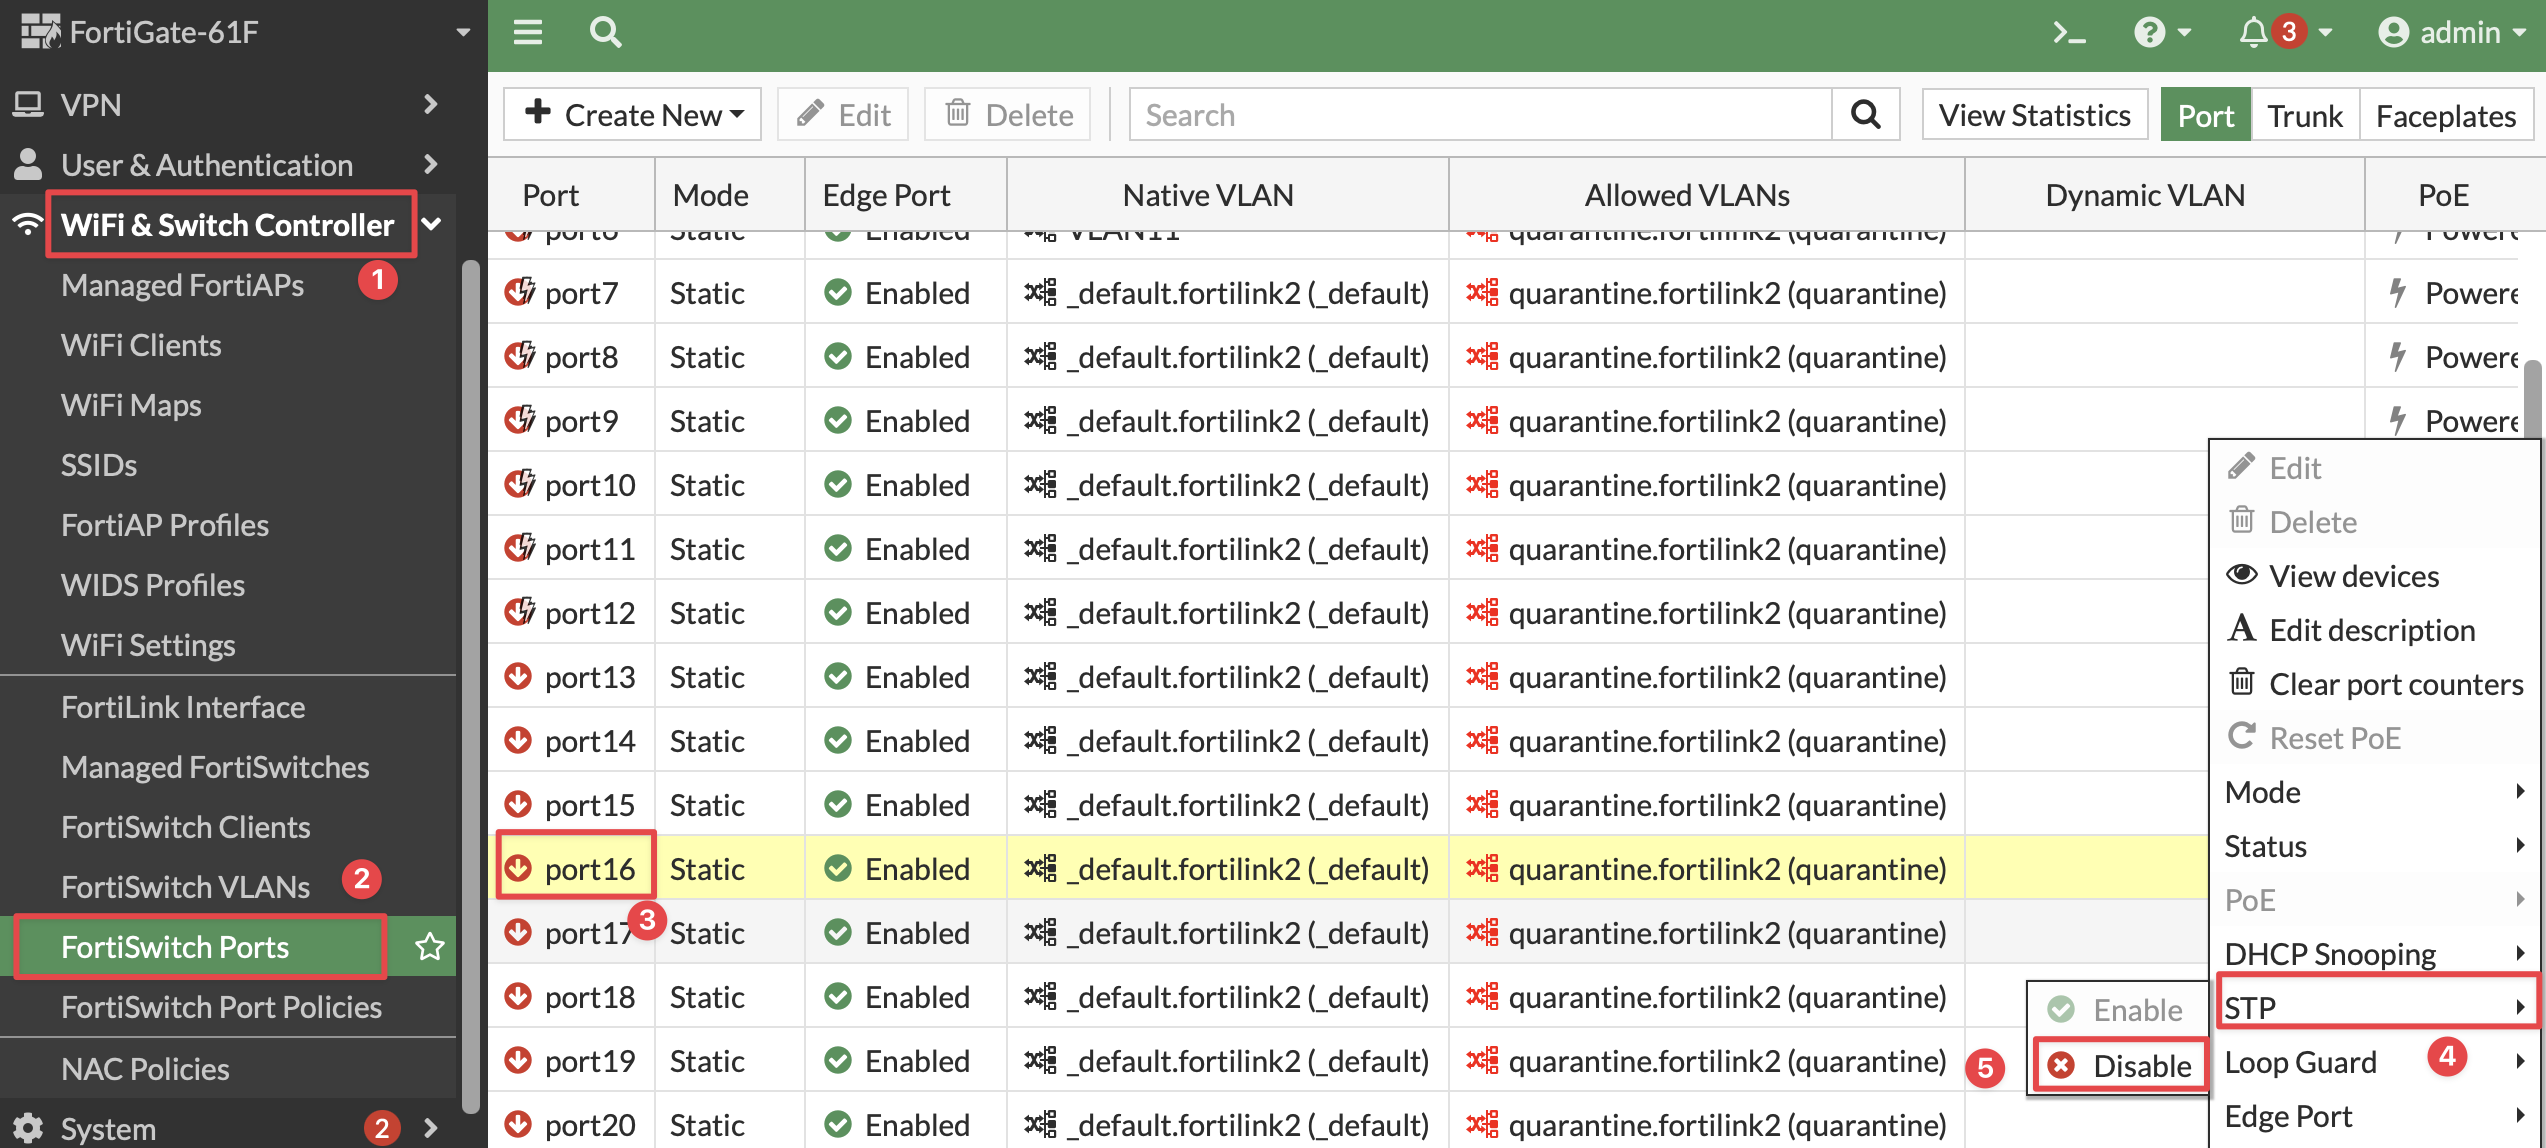 FortiGate-61F
3
admin
VPN
User & Authentication
WiFi & Switch Controller
1
Managed FortiAPs
WiFi Clients
WiFi Maps
SSIDs
FortiAP Profiles
WIDS Profiles
WiFi Settings
FortiLink Interface
Managed FortiSwitches
FortiSwitch Clients
FortiSwitch VLANs
2
FortiSwitch Ports
FortiSwitch Port Policies
NAC Policies
System 2
Create New Edit Delete Search View Statistics Port Trunk Faceplates
Port Mode Edge Port Native VLAN Allowed VLANs Dynamic VLAN PoE
port6 Static Enabled VLAN11 quarantine.fortilink2 (quarantine) Powere
port7 Static Enabled _default.fortilink2 (_default) quarantine.fortilink2 (quarantine) Powere
port8 Static Enabled _default.fortilink2 (_default) quarantine.fortilink2 (quarantine) Powere
port9 Static Enabled _default.fortilink2 (_default) quarantine.fortilink2 (quarantine) Powere
port10 Static Enabled _default.fortilink2 (_default) quarantine.fortilink2 (quarantine)
port11 Static Enabled _default.fortilink2 (_default) quarantine.fortilink2 (quarantine)
port12 Static Enabled _default.fortilink2 (_default) quarantine.fortilink2 (quarantine)
port13 Static Enabled _default.fortilink2 (_default) quarantine.fortilink2 (quarantine)
port14 Static Enabled _default.fortilink2 (_default) quarantine.fortilink2 (quarantine)
port15 Static Enabled _default.fortilink2 (_default) quarantine.fortilink2 (quarantine)
port16 Static Enabled _default.fortilink2 (_default) quarantine.fortilink2 (quarantine)
3
port17 Static Enabled _default.fortilink2 (_default) quarantine.fortilink2 (quarantine)
port18 Static Enabled _default.fortilink2 (_default) quarantine.fortilink2 (quarantine)
port19 Static Enabled _default.fortilink2 (_default) quarantine.fortilink2 (quarantine)
port20 Static Enabled _default.fortilink2 (_default) quarantine.fortilink2 (quarantine)
Edit
Delete
View devices
Edit description
Clear port counters
Reset PoE
Mode
Status
PoE
DHCP Snooping
STP
Loop Guard
4
Edge Port
Enable
Disable
5